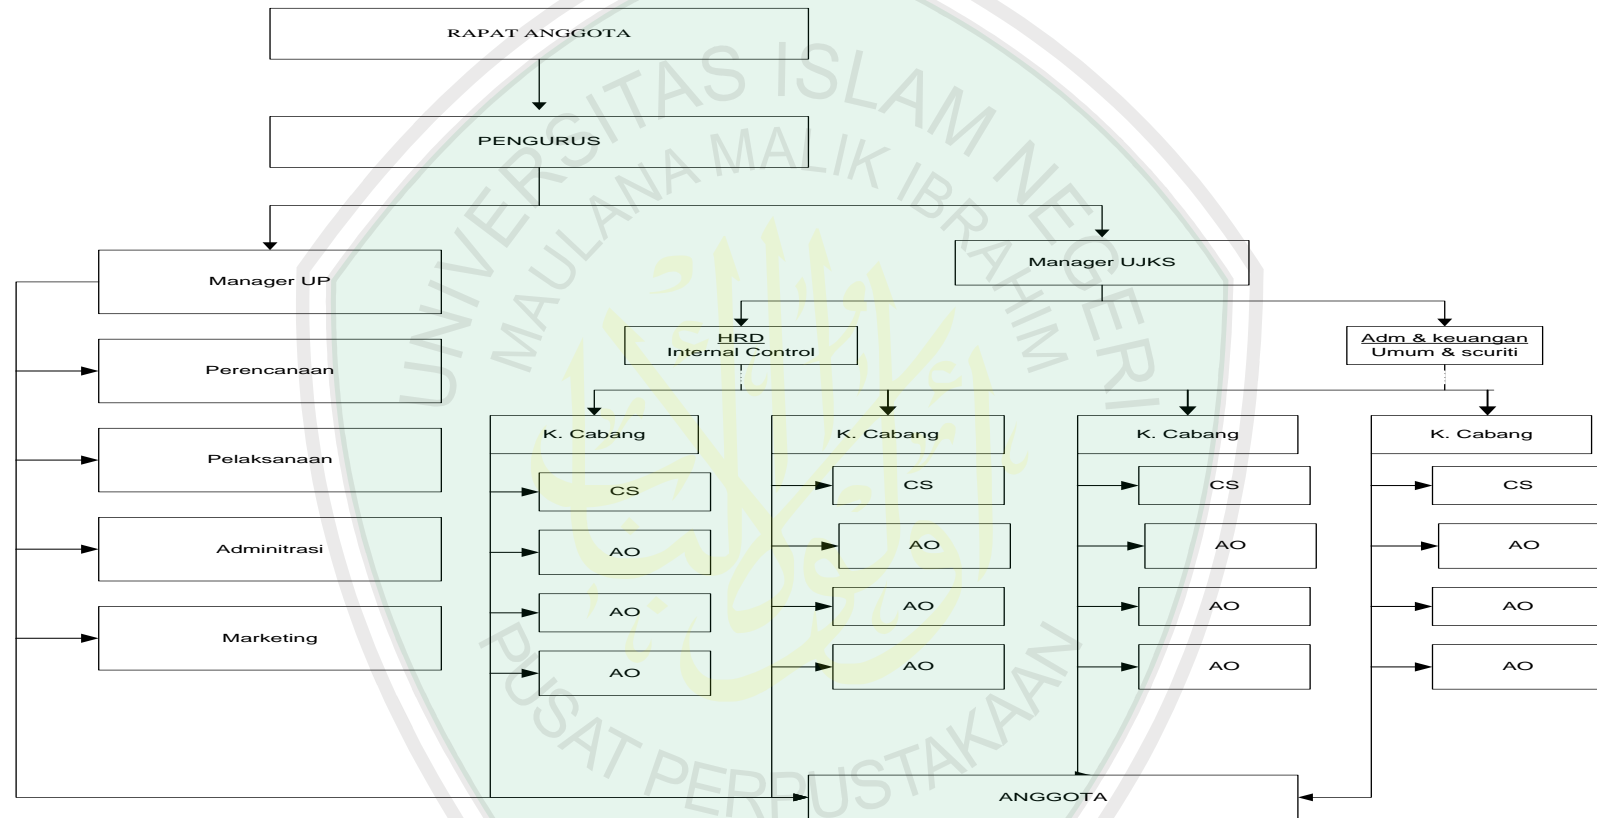 RAPAT ANGGOTA
PENGURUS
Manager UP
Manager UJKS
HRD
Internal Control
Adm & keuangan
Umum & scuriti
Perencanaan
Pelaksanaan
Adminitrasi
Marketing
K. Cabang
K. Cabang
K. Cabang
K. Cabang
CS
CS
CS
CS
AO
AO
AO
AO
AO
AO
AO
AO
AO
AO
AO
AO
ANGGOTA
UNIVERSITAS ISLAM NEGERI
MAULANA MALIK IBRAHIM
PUSAT PERPUSTAKAAN